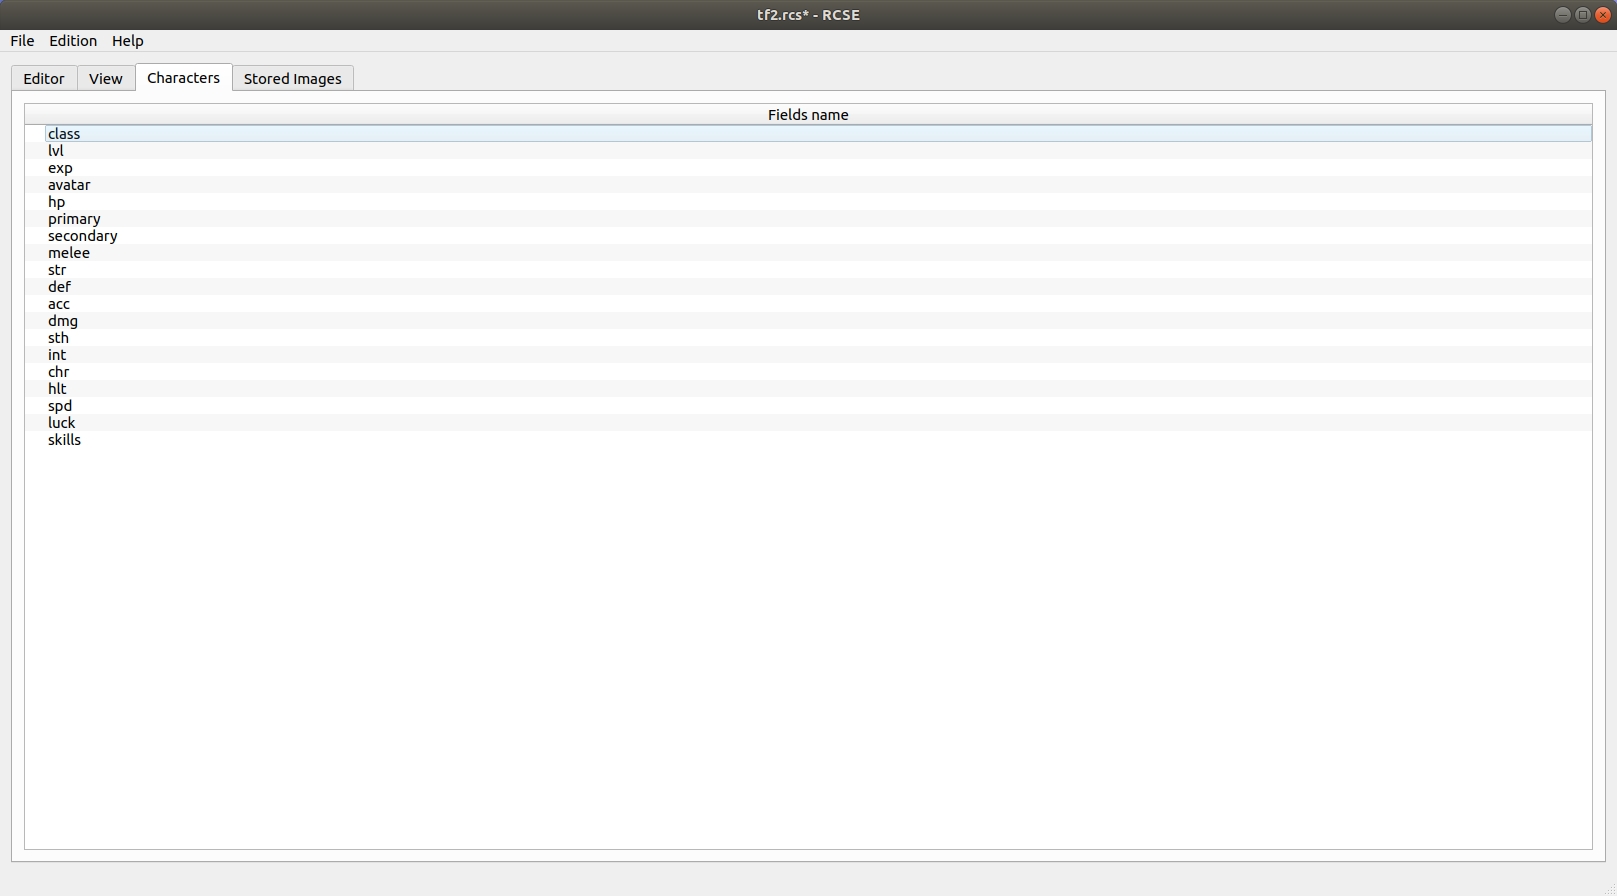 tf2.rcs* - RCSE
File Edition Help
Editor View Characters Stored Images
Fields name
class
lvl
exp
avatar
hp
primary
secondary
melee
str
def
acc
dmg
sth
int
chr
hlt
spd
luck
skills